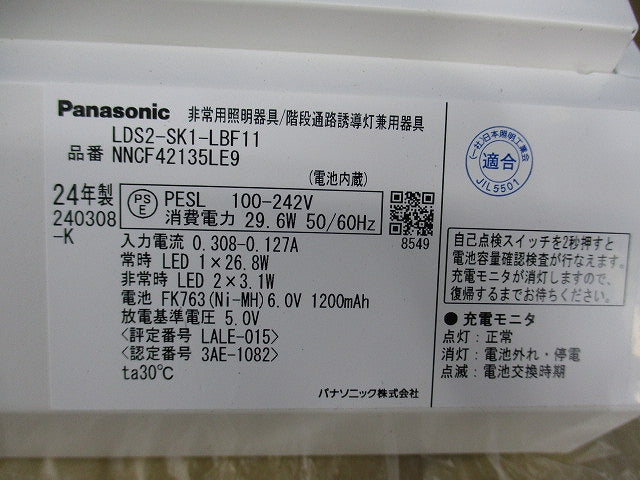 Panasonic 非常用照明器具/階段通路誘導灯兼用器具
LDS2-SK1-LBF11
品番 NNCF42135LE9
(電池内蔵)
24年製
240308
-K
PS
E
PESL 100-242V
消費電力 29.6W 50/60Hz
8549
入力電流 0.308-0.127A
常時 LED 1×26.8W
非常時 LED 2×3.1W
電池 FK763(Ni-MH)6.0V 1200mAh
放電基準電圧 5.0V
<評定番号 LALE-015>
<認定番号 3AE-1082>
ta30℃
パナソニック株式会社
(一社)日本照明工業会
適合
JIL5501
自己点検スイッチを2秒押すと
電池容量確認検査が行なえます。
充電モニタが消灯しますので、
復帰するまでお待ちください。
● 充電モニタ
点灯:正常
消灯:電池外れ・停電
点滅:電池交換時期